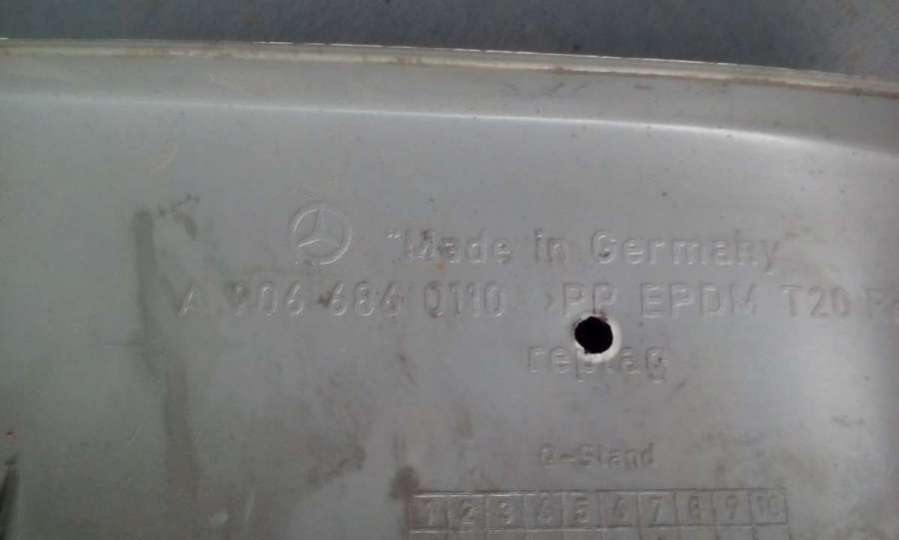 "Made in Germany"
A 906 686 0110 >PP EPDM T20
replag
Q-Stand
1 2 3 4 5 6 7 8 9 10